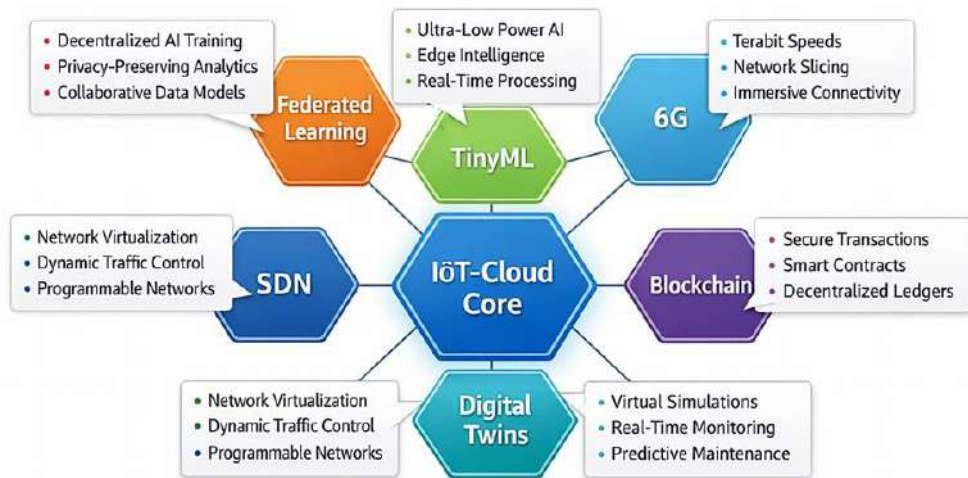 • Decentralized AI Training
• Privacy-Preserving Analytics
• Collaborative Data Models
Federated
Learning
• Ultra-Low Power AI
• Edge Intelligence
• Real-Time Processing
TinyML
• Terabit Speeds
• Network Slicing
• Immersive Connectivity
6G
• Network Virtualization
• Dynamic Traffic Control
• Programmable Networks
SDN
IȍT-Cloud
Core
Blockchain
• Secure Transactions
• Smart Contracts
• Decentralized Ledgers
• Network Virtualization
• Dynamic Traffic Control
• Programmable Networks
Digital
Twins
• Virtual Simulations
• Real-Time Monitoring
• Predictive Maintenance